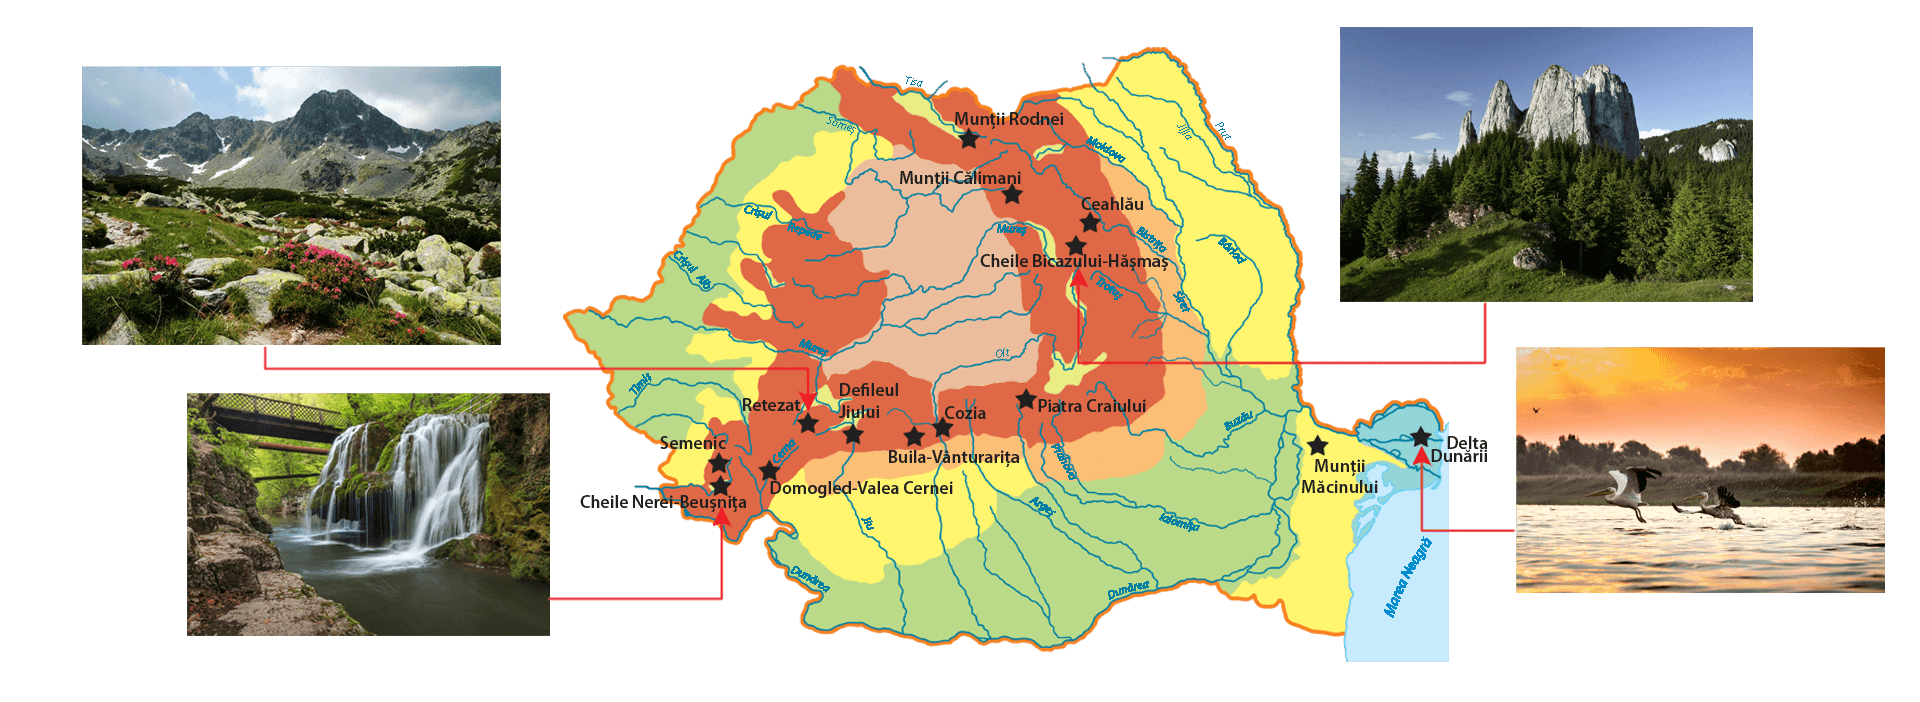 Tisa
Someș
Munții Rodnei
Moldova
Jijia
Prut
Munții Călimani
Ceahlău
Crișul
Repede
Mureș
Bistrița
Bârlad
Cheile Bicazului-Hășmaș
Crișul Alb
Trotuș
Siret
Mureș
Olt
Timiș
Defileul
Jiului
Retezat
Cozia
Piatra Craiului
Buzău
Semenic
Cerna
Buila-Vânturarița
Prahova
Delta
Dunării
Munții
Măcinului
Domogled-Valea Cernei
Cheile Nerei-Beușnița
Jiu
Argeș
Ialomița
Dunărea
Dunărea
Marea Neagră